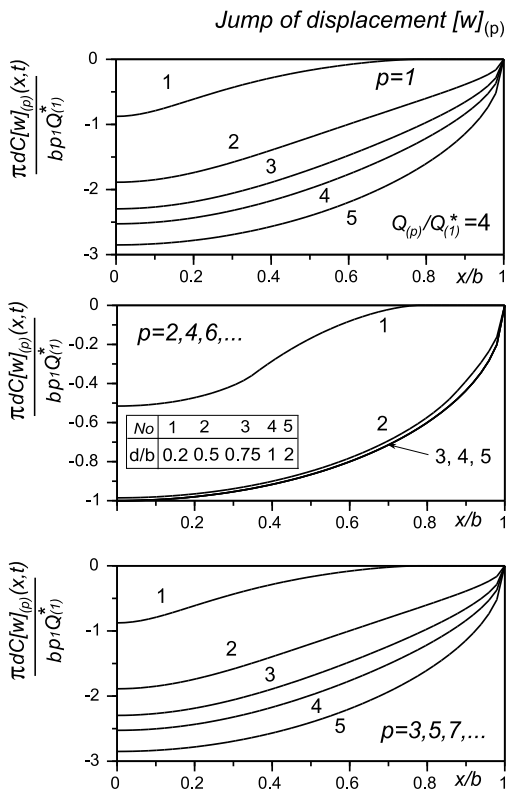 Jump of displacement [w](p)
πdC[w](p)(x,t)
bp1Q*(1)
0
-1
-2
-3
1
p=1
2
3
4
5
Q(p)/Q(1)*=4
0 0.2 0.4 0.6 0.8 1
x/b
πdC[w](p)(x,t)
bp1Q*(1)
0
-0.2
-0.4
-0.6
-0.8
-1
p=2,4,6,...
1
2
3, 4, 5
No 1 2 3 4 5
d/b 0.2 0.5 0.75 1 2
0 0.2 0.4 0.6 0.8 1
x/b
πdC[w](p)(x,t)
bp1Q*(1)
0
-1
-2
-3
1
2
3
4
5
p=3,5,7,...
0 0.2 0.4 0.6 0.8 1
x/b